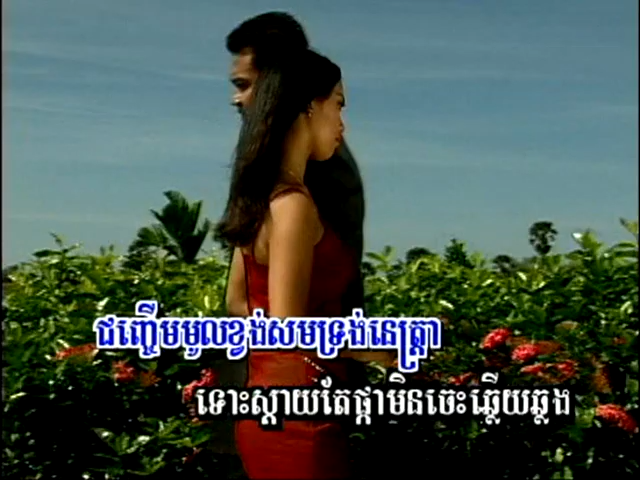 ជញ្ជើមមូលខ្វង់សមទ្រង់នេត្រា
ទោះស្ដាយតែផ្កាមិនចេះឆ្លើយឆ្លង